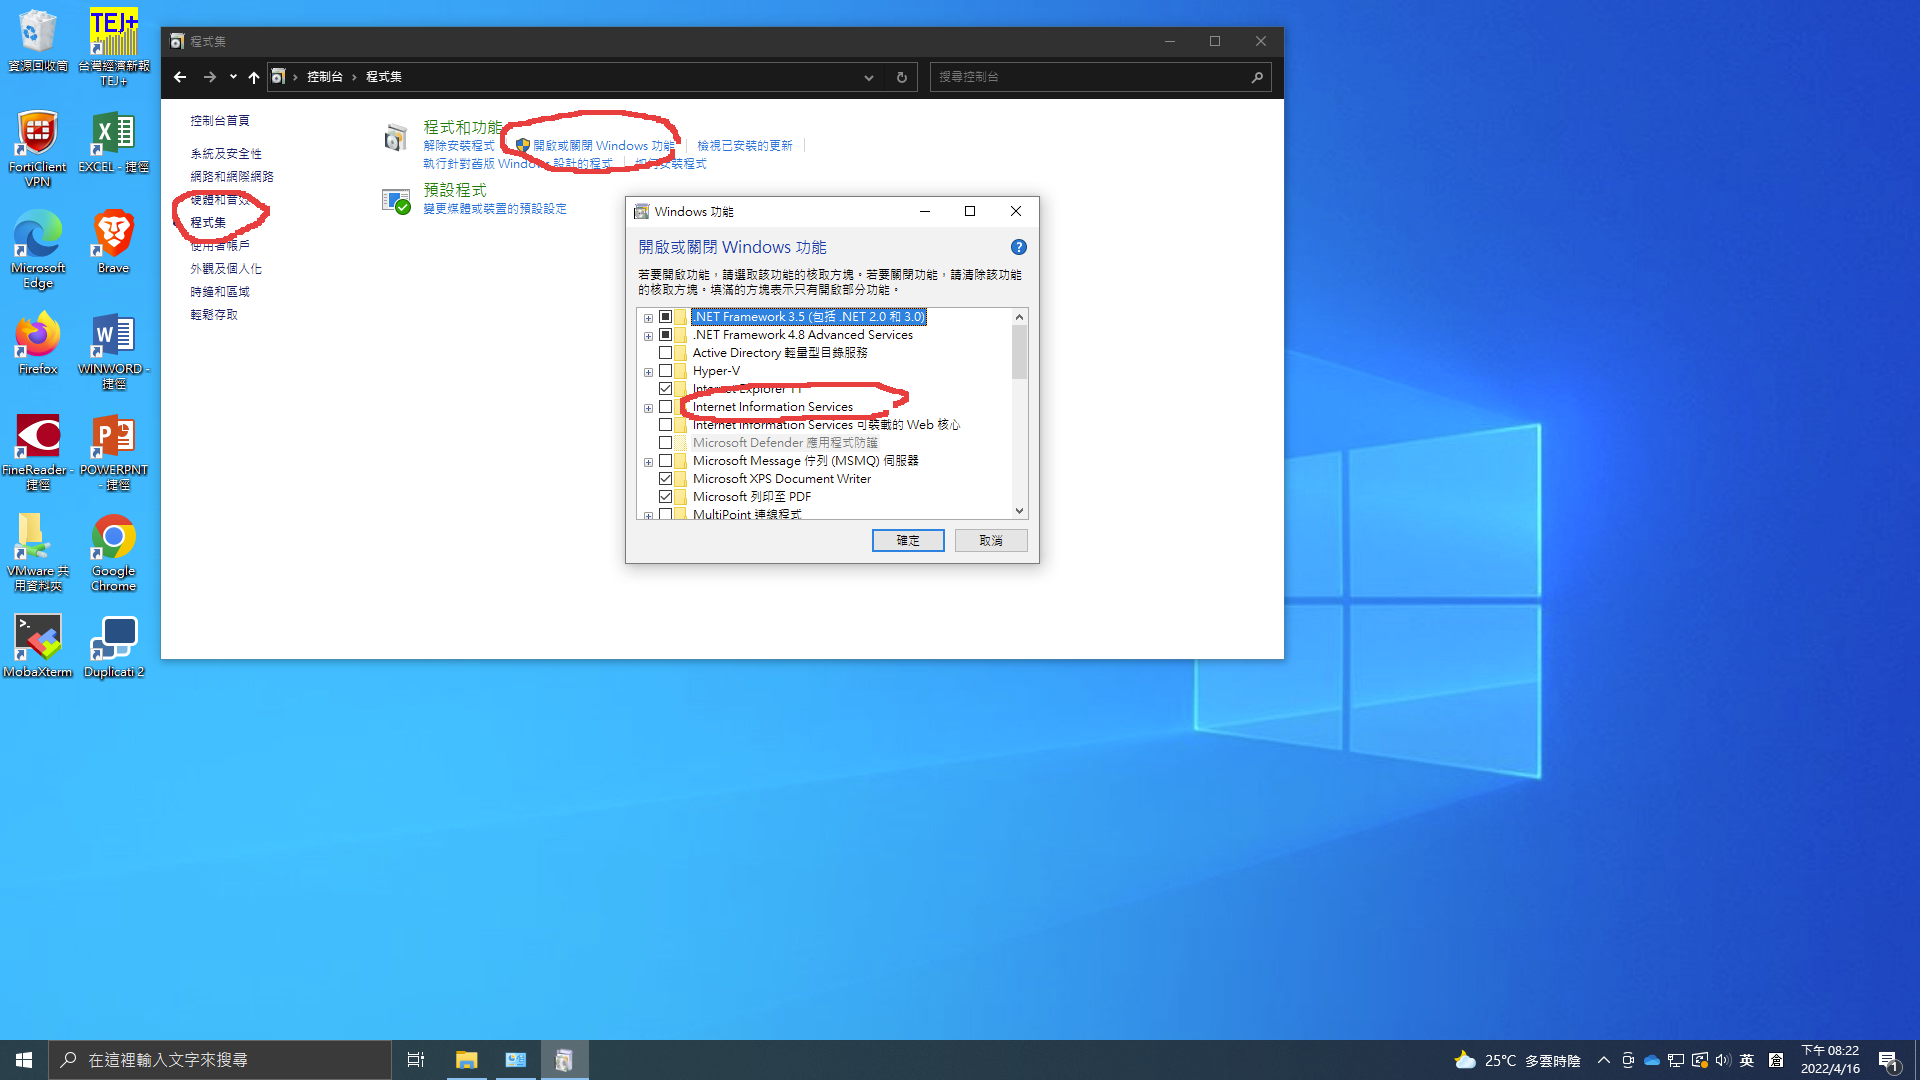 資源回收筒
台灣經濟新報
TEJ+
FortiClient
VPN
EXCEL - 捷徑
Microsoft
Edge
Brave
Firefox
WINWORD -
捷徑
FineReader -
捷徑
POWERPNT
- 捷徑
VMware 共
用資料夾
Google
Chrome
MobaXterm
Duplicati 2
程式集
控制台 › 程式集
搜尋控制台
控制台首頁
系統及安全性
網路和網際網路
硬體和音效
程式集
使用者帳戶
外觀及個人化
時鐘和區域
輕鬆存取
程式和功能
解除安裝程式
開啟或關閉 Windows 功能
檢視已安裝的更新
執行針對舊版 Windows 設計的程式
如何安裝程式
預設程式
變更媒體或裝置的預設設定
Windows 功能
開啟或關閉 Windows 功能
若要開啟功能，請選取該功能的核取方塊。若要關閉功能，請清除該功能
的核取方塊。填滿的方塊表示只有開啟部分功能。
.NET Framework 3.5 (包括 .NET 2.0 和 3.0)
.NET Framework 4.8 Advanced Services
Active Directory 輕量型目錄服務
Hyper-V
Internet Explorer 11
Internet Information Services
Internet Information Services 可裝載的 Web 核心
Microsoft Defender 應用程式防護
Microsoft Message 佇列 (MSMQ) 伺服器
Microsoft XPS Document Writer
Microsoft 列印至 PDF
MultiPoint 連線程式
確定
取消
在這裡輸入文字來搜尋
25°C 多雲時陰
英
倉
下午 08:22
2022/4/16
1